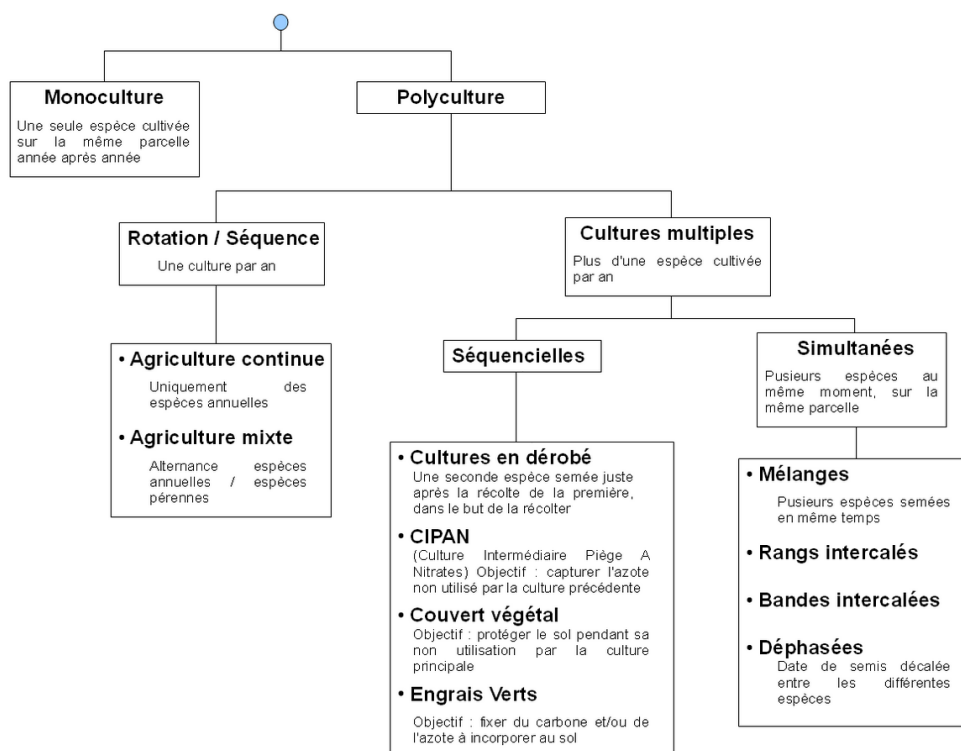 Monoculture
Une seule espèce cultivée
sur la même parcelle
année après année
Polyculture
Rotation / Séquence
Une culture par an
Cultures multiples
Plus d'une espèce cultivée
par an
• Agriculture continue
Uniquement des
espèces annuelles
• Agriculture mixte
Alternance espèces
annuelles / espèces
pérennes
Séquencielles
Simultanées
Pusieurs espèces au
même moment, sur la
même parcelle
• Cultures en dérobé
Une seconde espèce semée juste
après la récolte de la première,
dans le but de la récolter
• CIPAN
(Culture Intermédiaire Piège A
Nitrates) Objectif : capturer l'azote
non utilisé par la culture précédente
• Couvert végétal
Objectif : protéger le sol pendant sa
non utilisation par la culture
principale
• Engrais Verts
Objectif : fixer du carbone et/ou de
l'azote à incorporer au sol
• Mélanges
Pusieurs espèces semées
en même temps
• Rangs intercalés
• Bandes intercalées
• Déphasées
Date de semis décalée
entre les différentes
espèces